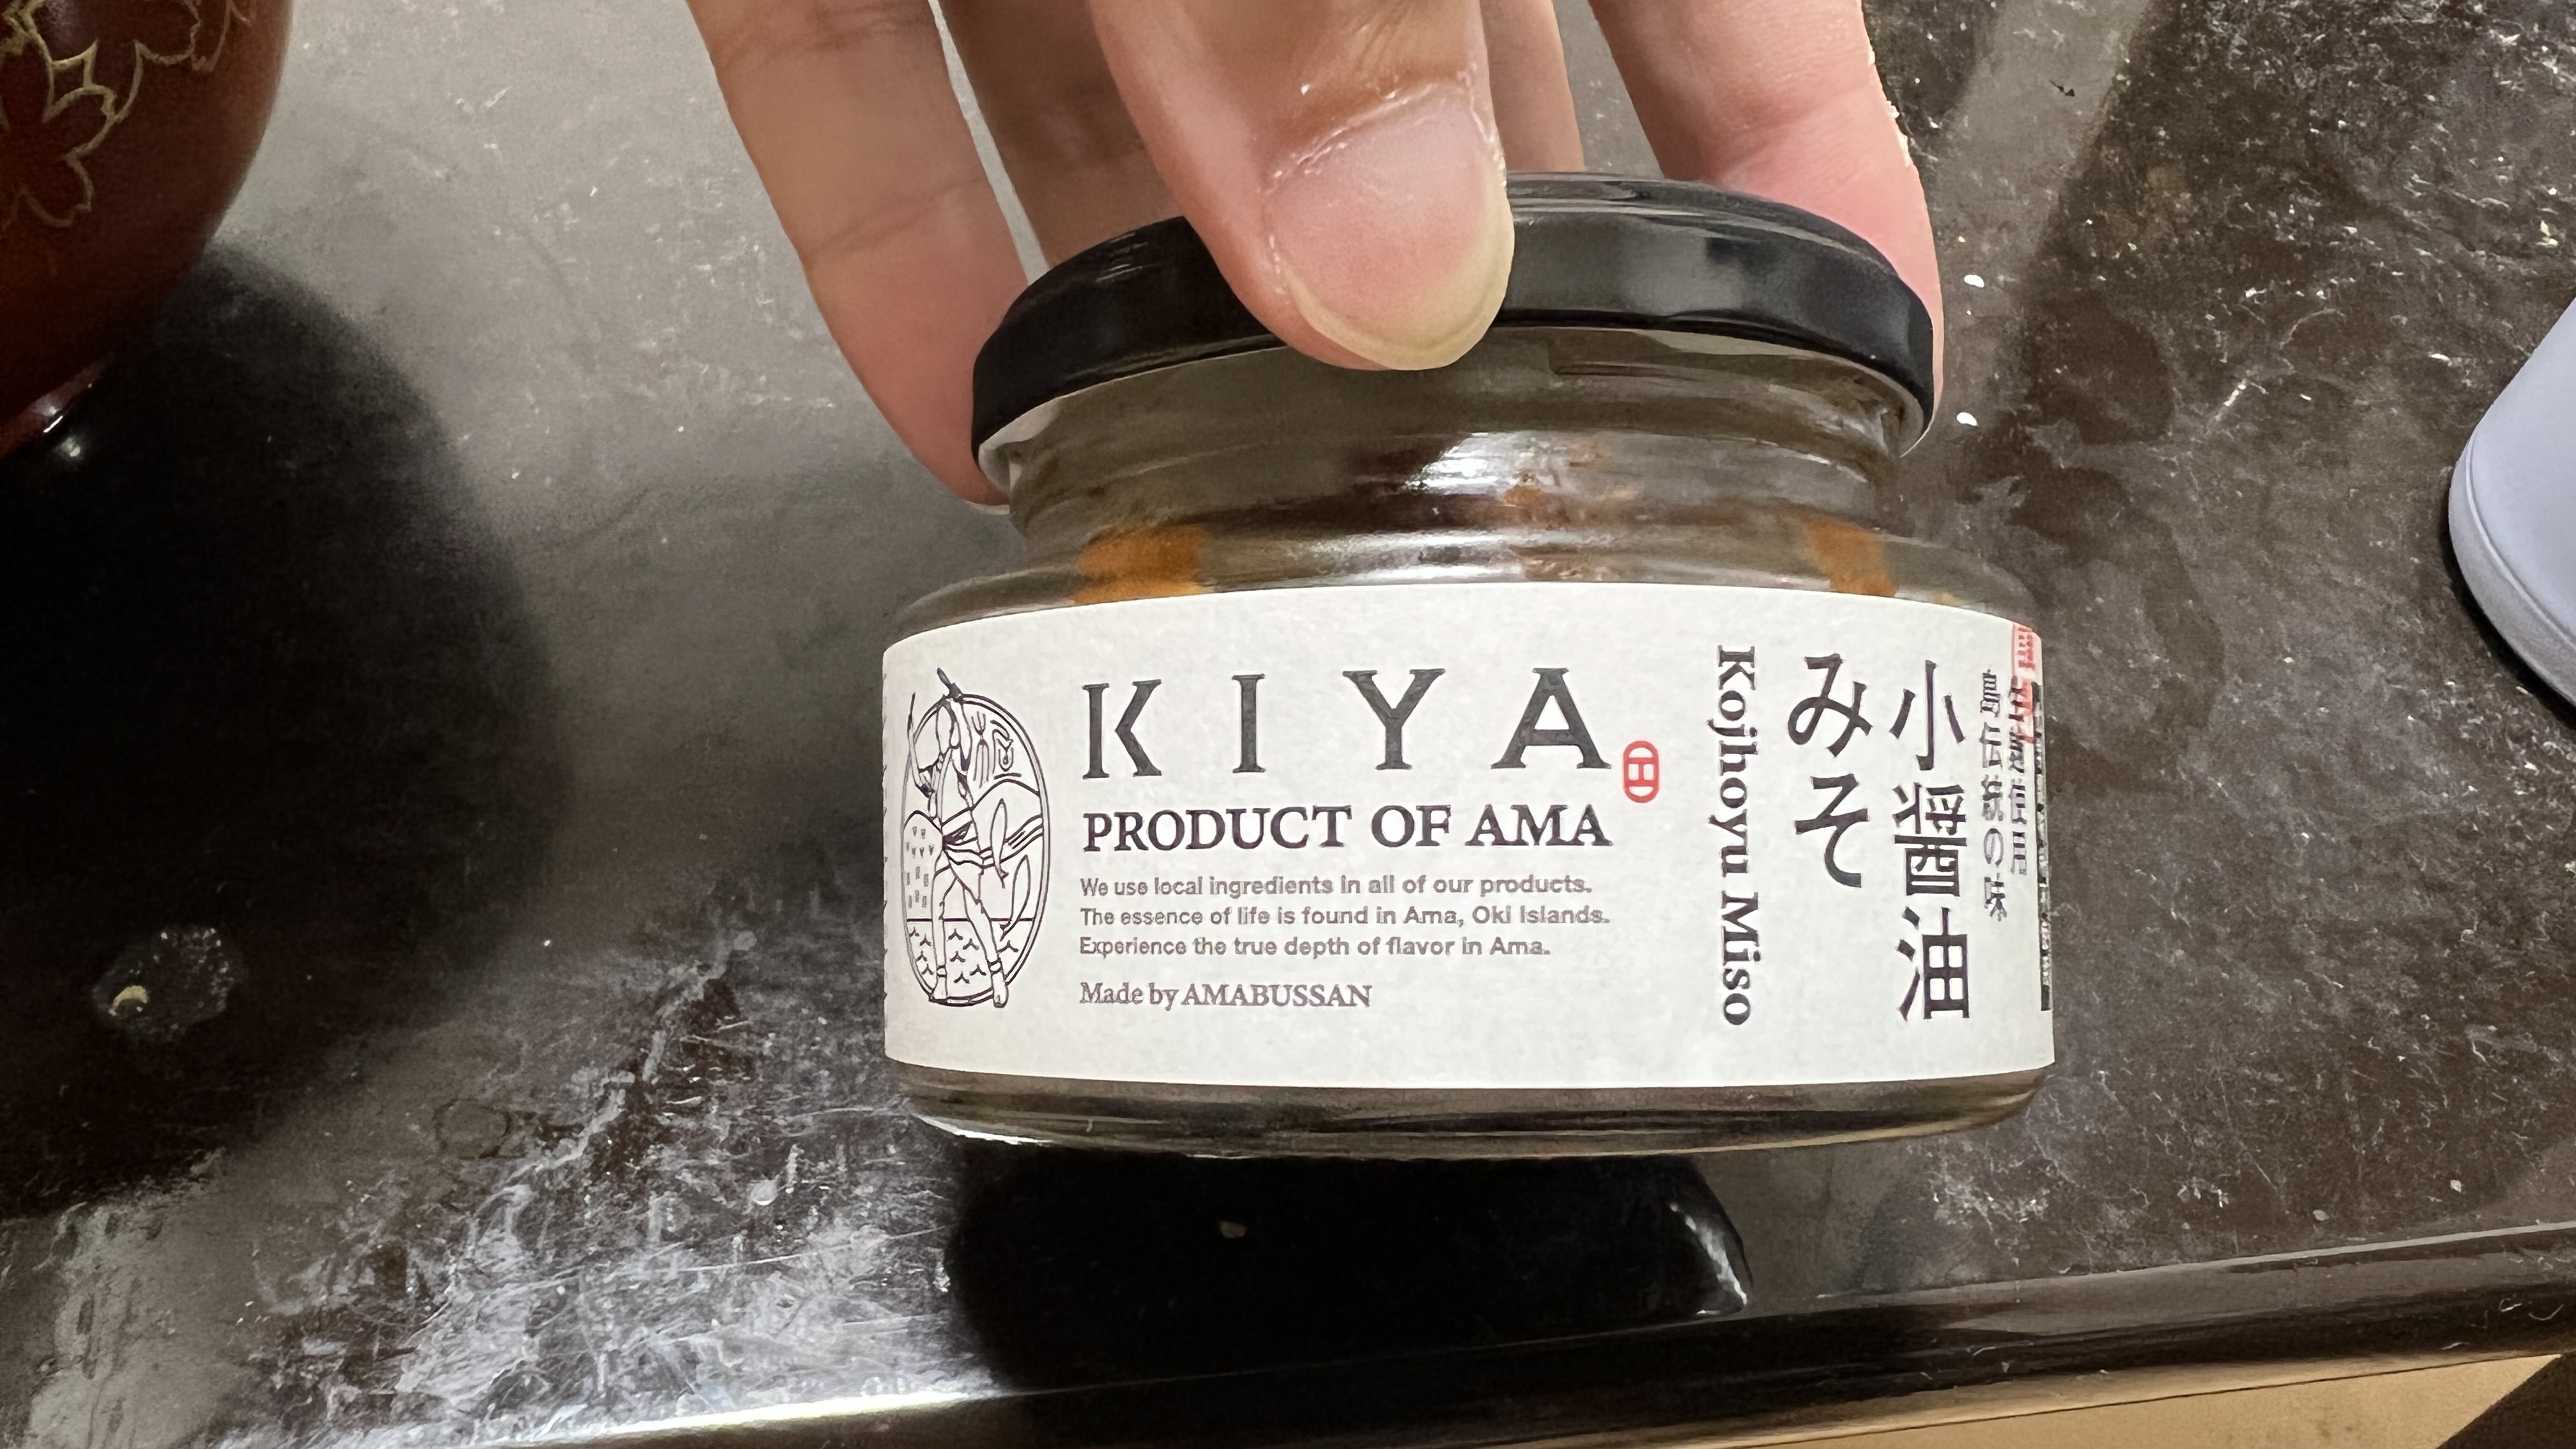 KIYA
PRODUCT OF AMA
We use local ingredients in all of our products.
The essence of life is found in Ama, Oki Islands.
Experience the true depth of flavor in Ama.
Made by AMABUSSAN
使用
島伝統の味
小醤油
みそ
Kojhoyu Miso